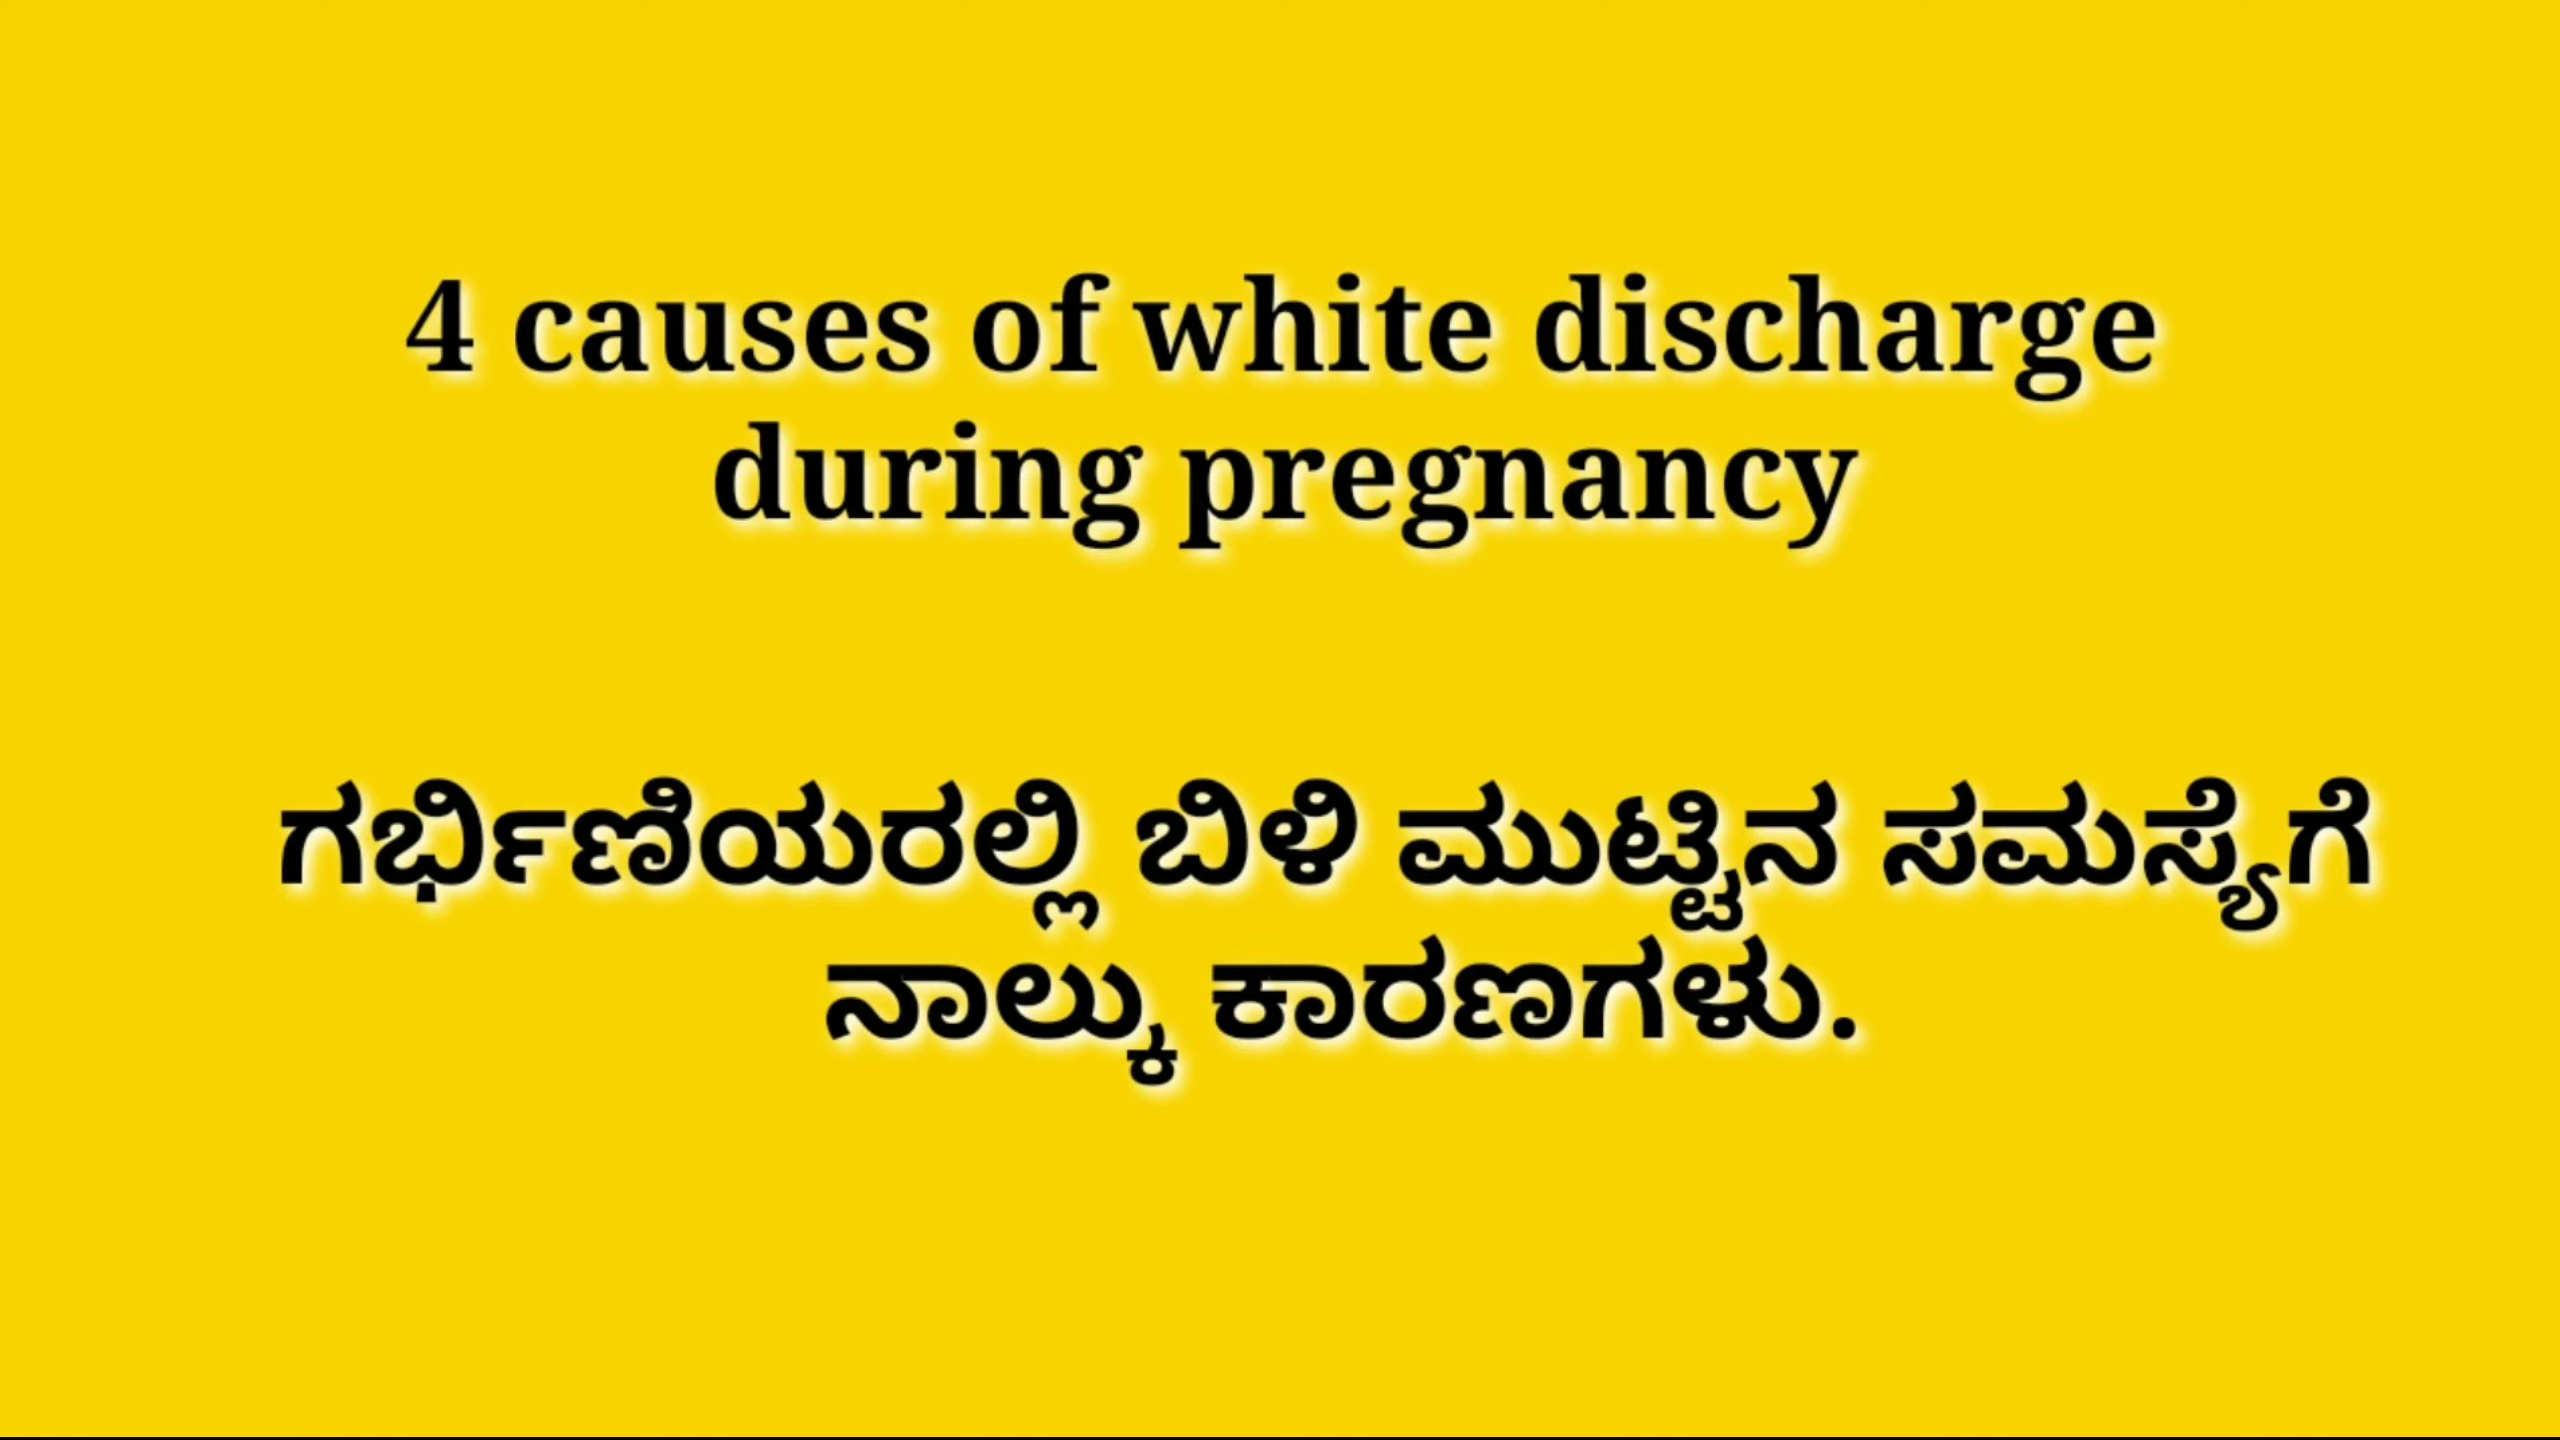 4 causes of white discharge
during pregnancy
ಗರ್ಭಿಣಿಯರಲ್ಲಿ ಬಿಳಿ ಮುಟ್ಟಿನ ಸಮಸ್ಯೆಗೆ
ನಾಲ್ಕು ಕಾರಣಗಳು.